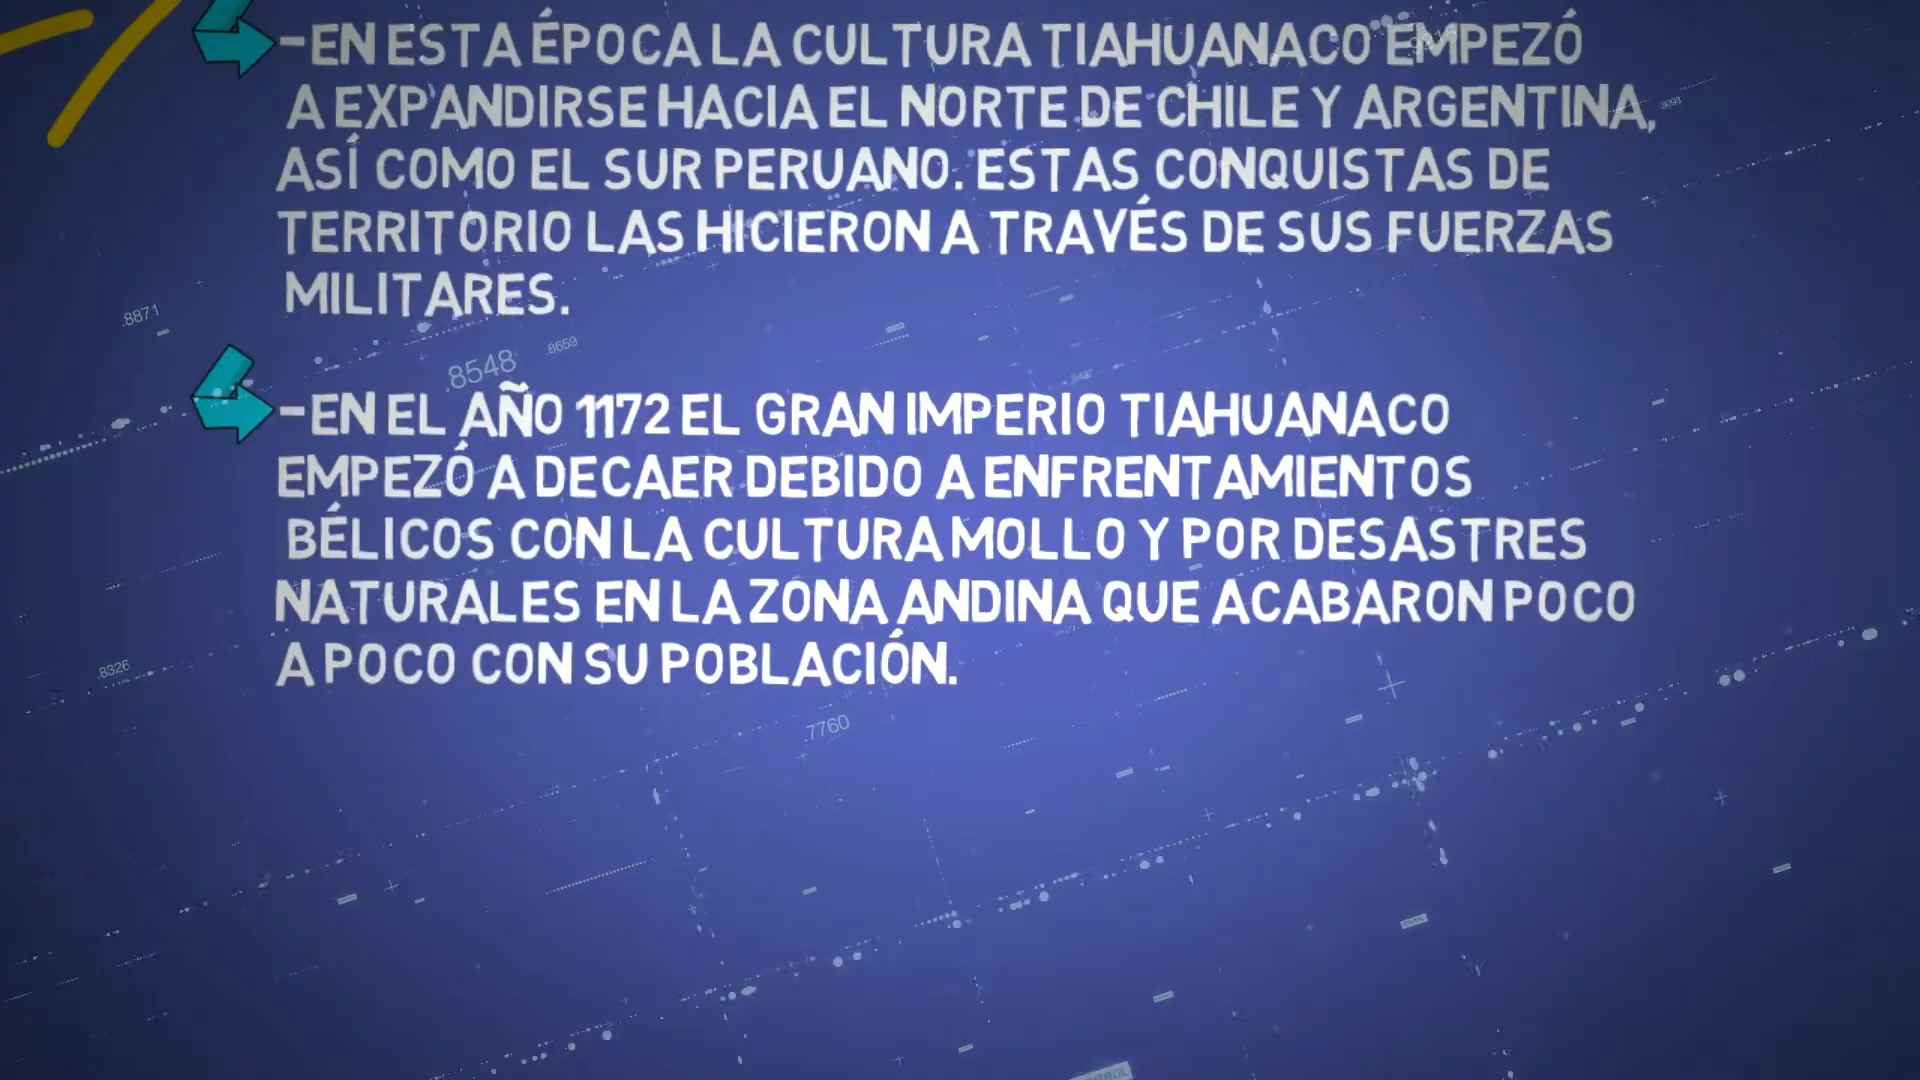 -EN ESTA ÉPOCA LA CULTURA TIAHUANACO EMPEZÓ
A EXPANDIRSE HACIA EL NORTE DE CHILE Y ARGENTINA,
ASÍ COMO EL SUR PERUANO. ESTAS CONQUISTAS DE
TERRITORIO LAS HICIERON A TRAVÉS DE SUS FUERZAS
MILITARES.
.8871
.8659
.8548
-EN EL AÑO 1172 EL GRAN IMPERIO TIAHUANACO
EMPEZÓ A DECAER DEBIDO A ENFRENTAMIENTOS
BÉLICOS CON LA CULTURA MOLLO Y POR DESASTRES
NATURALES EN LA ZONA ANDINA QUE ACABARON POCO
A POCO CON SU POBLACIÓN.
.8326
.7760